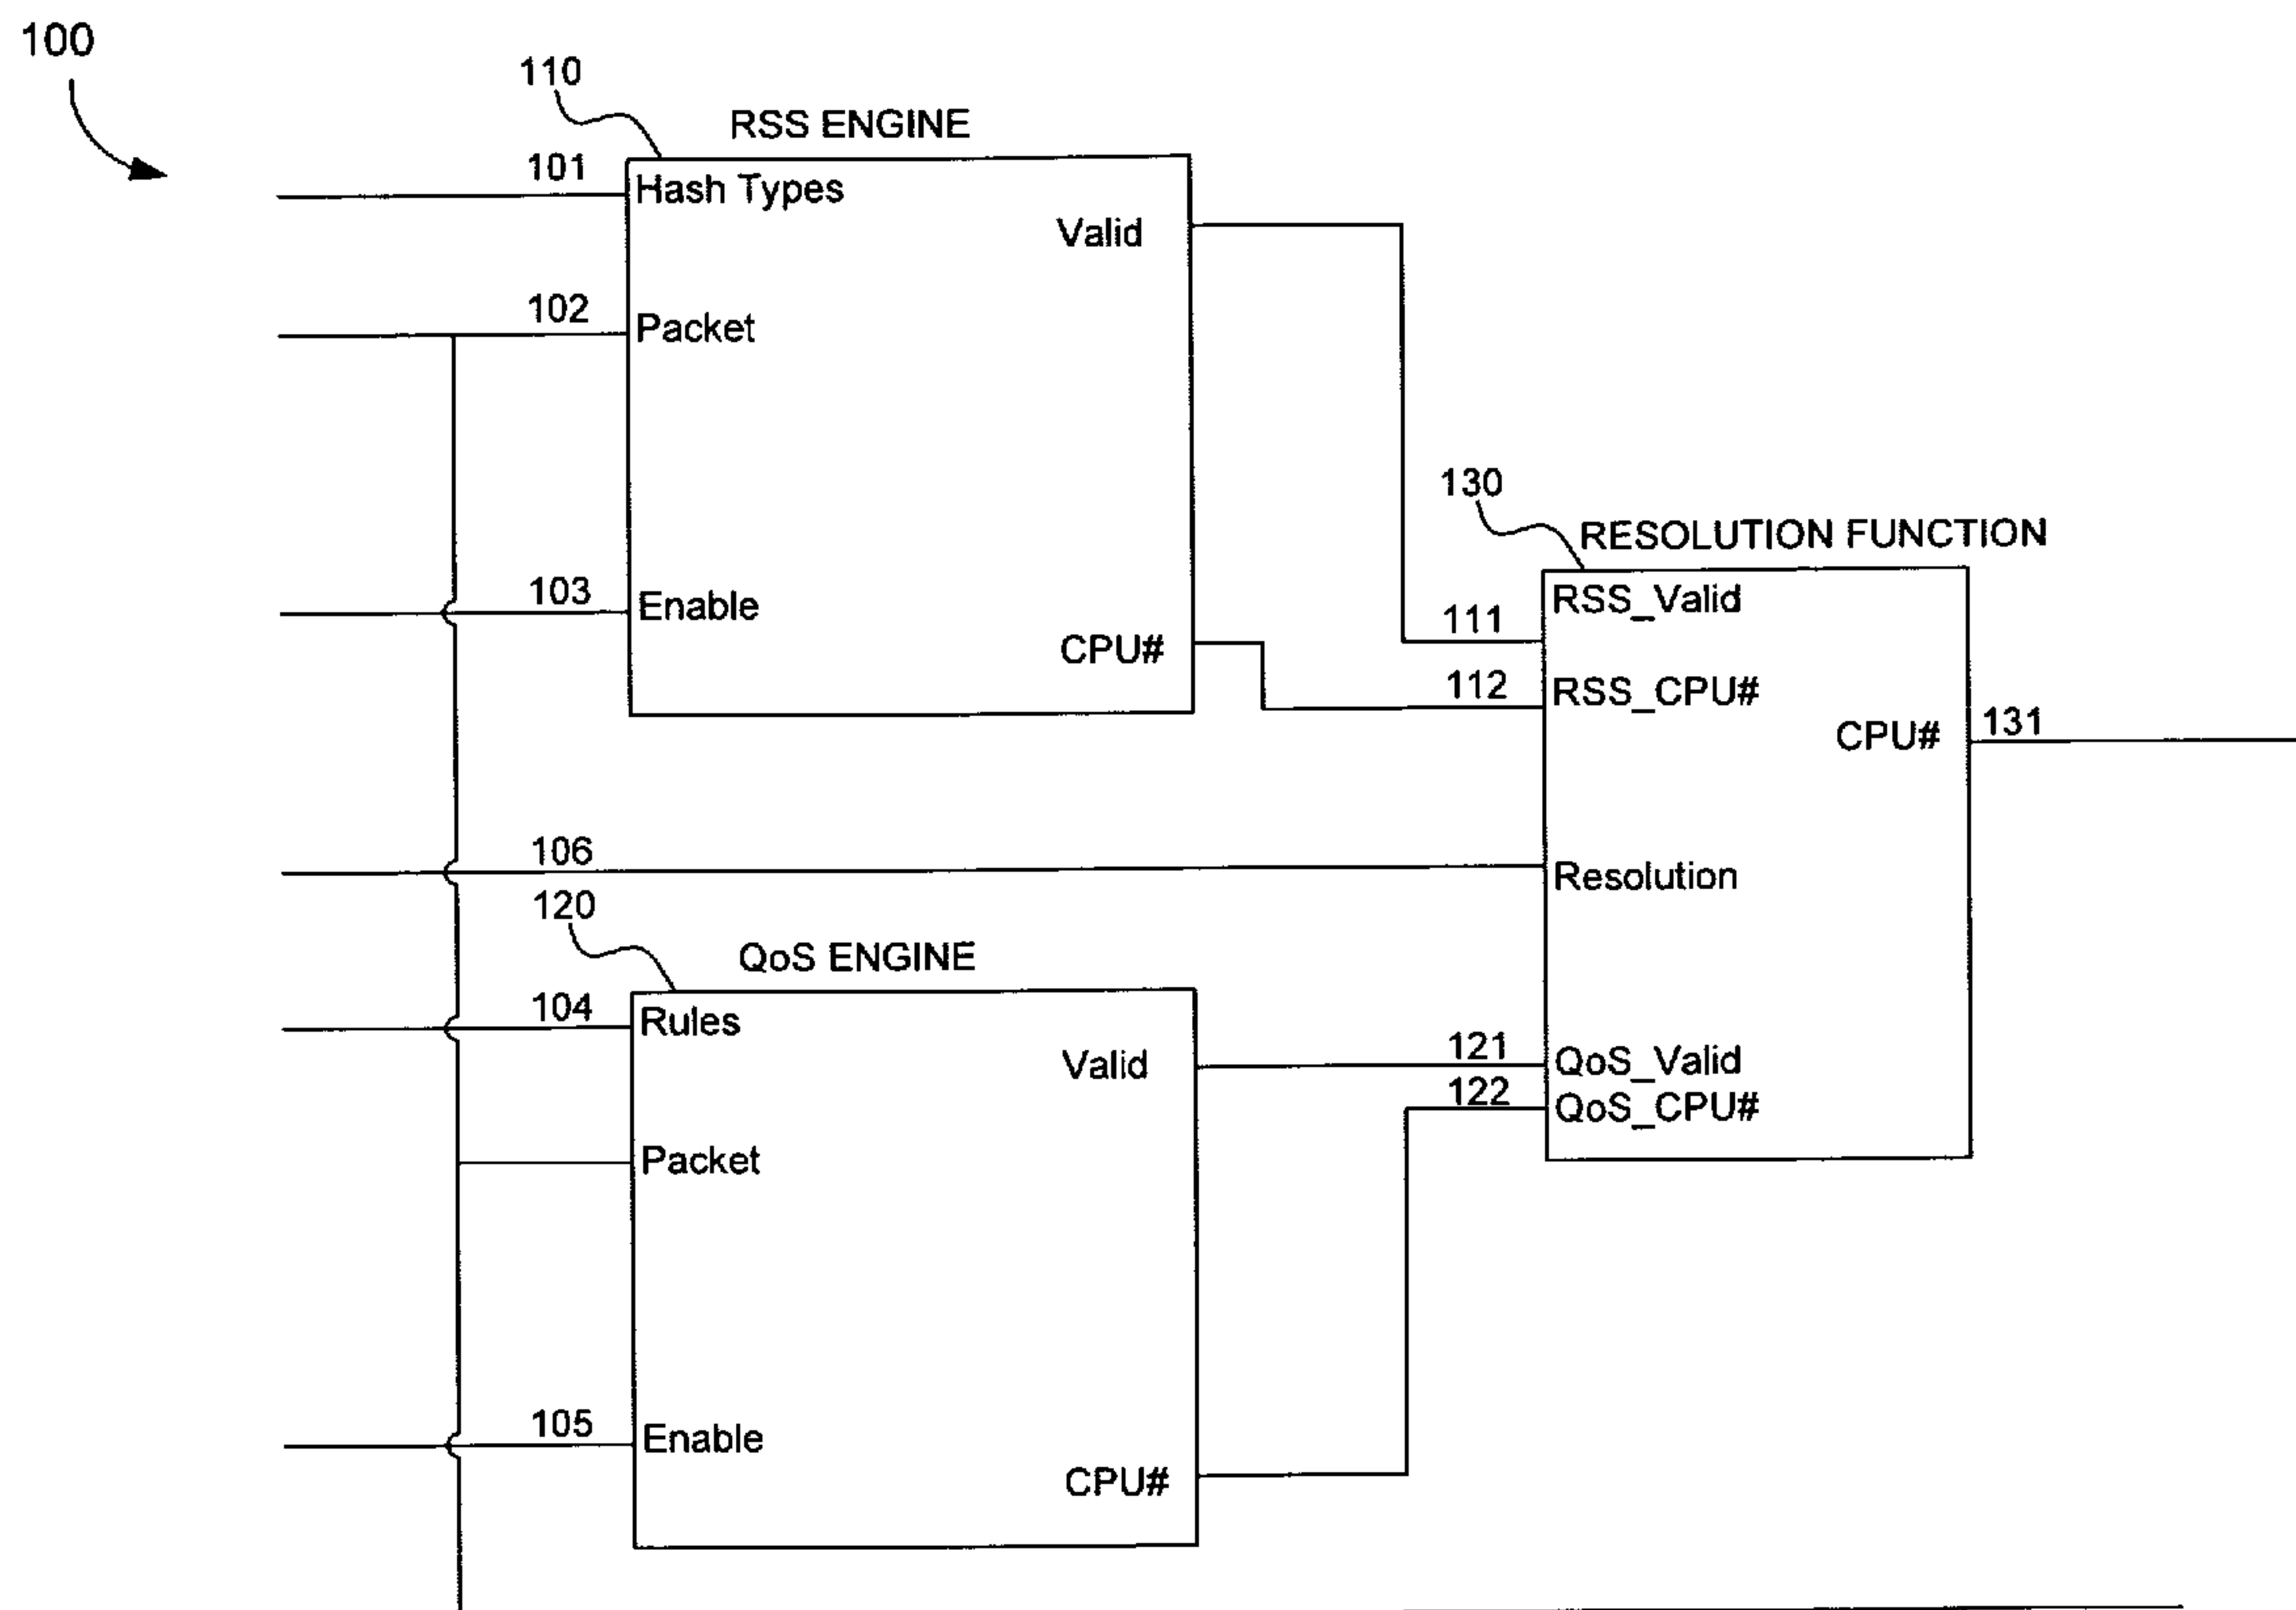 100
110
RSS ENGINE
101
Hash Types
Valid
102
Packet
103
Enable
CPU#
130
RESOLUTION FUNCTION
RSS_Valid
111
112
RSS_CPU#
CPU#
131
106
Resolution
120
QoS ENGINE
104
Rules
Valid
121
QoS_Valid
122
QoS_CPU#
Packet
105
Enable
CPU#